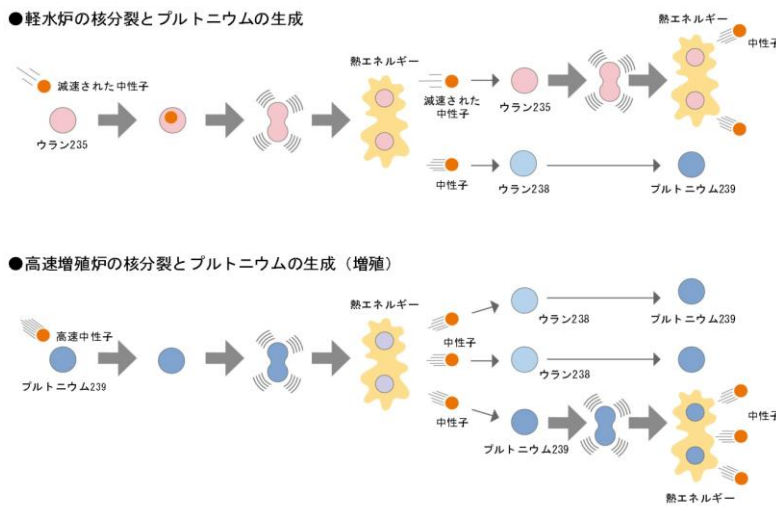 ●軽水炉の核分裂とプルトニウムの生成
熱エネルギー
中性子
減速された中性子
熱エネルギー
減速された
中性子
ウラン235
ウラン235
中性子
ウラン238
プルトニウム239
●高速増殖炉の核分裂とプルトニウムの生成（増殖）
熱エネルギー
高速中性子
中性子
ウラン238
プルトニウム239
プルトニウム239
ウラン238
中性子
中性子
プルトニウム239
熱エネルギー